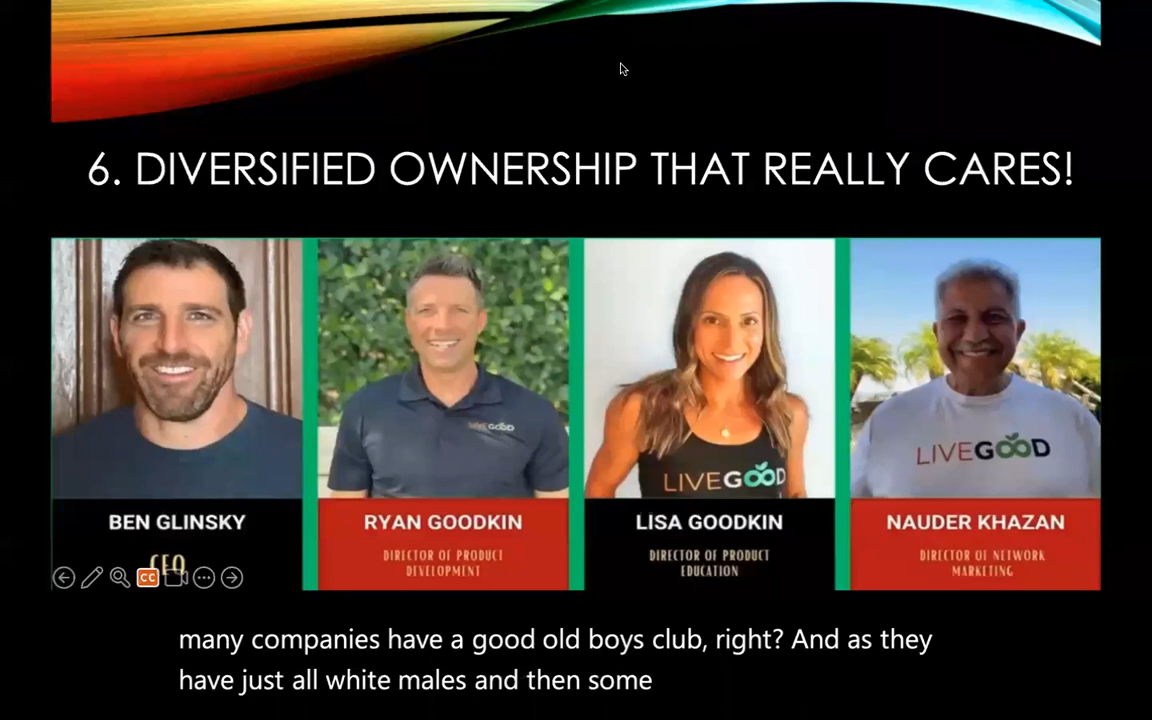 6. DIVERSIFIED OWNERSHIP THAT REALLY CARES!
LIVEGOOD
LIVEGOOD
LIVEGOOD
BEN GLINSKY
CEO
RYAN GOODKIN
DIRECTOR OF PRODUCT
DEVELOPMENT
LISA GOODKIN
DIRECTOR OF PRODUCT
EDUCATION
NAUDER KHAZAN
DIRECTOR OF NETWORK
MARKETING
CC
many companies have a good old boys club, right? And as they
have just all white males and then some